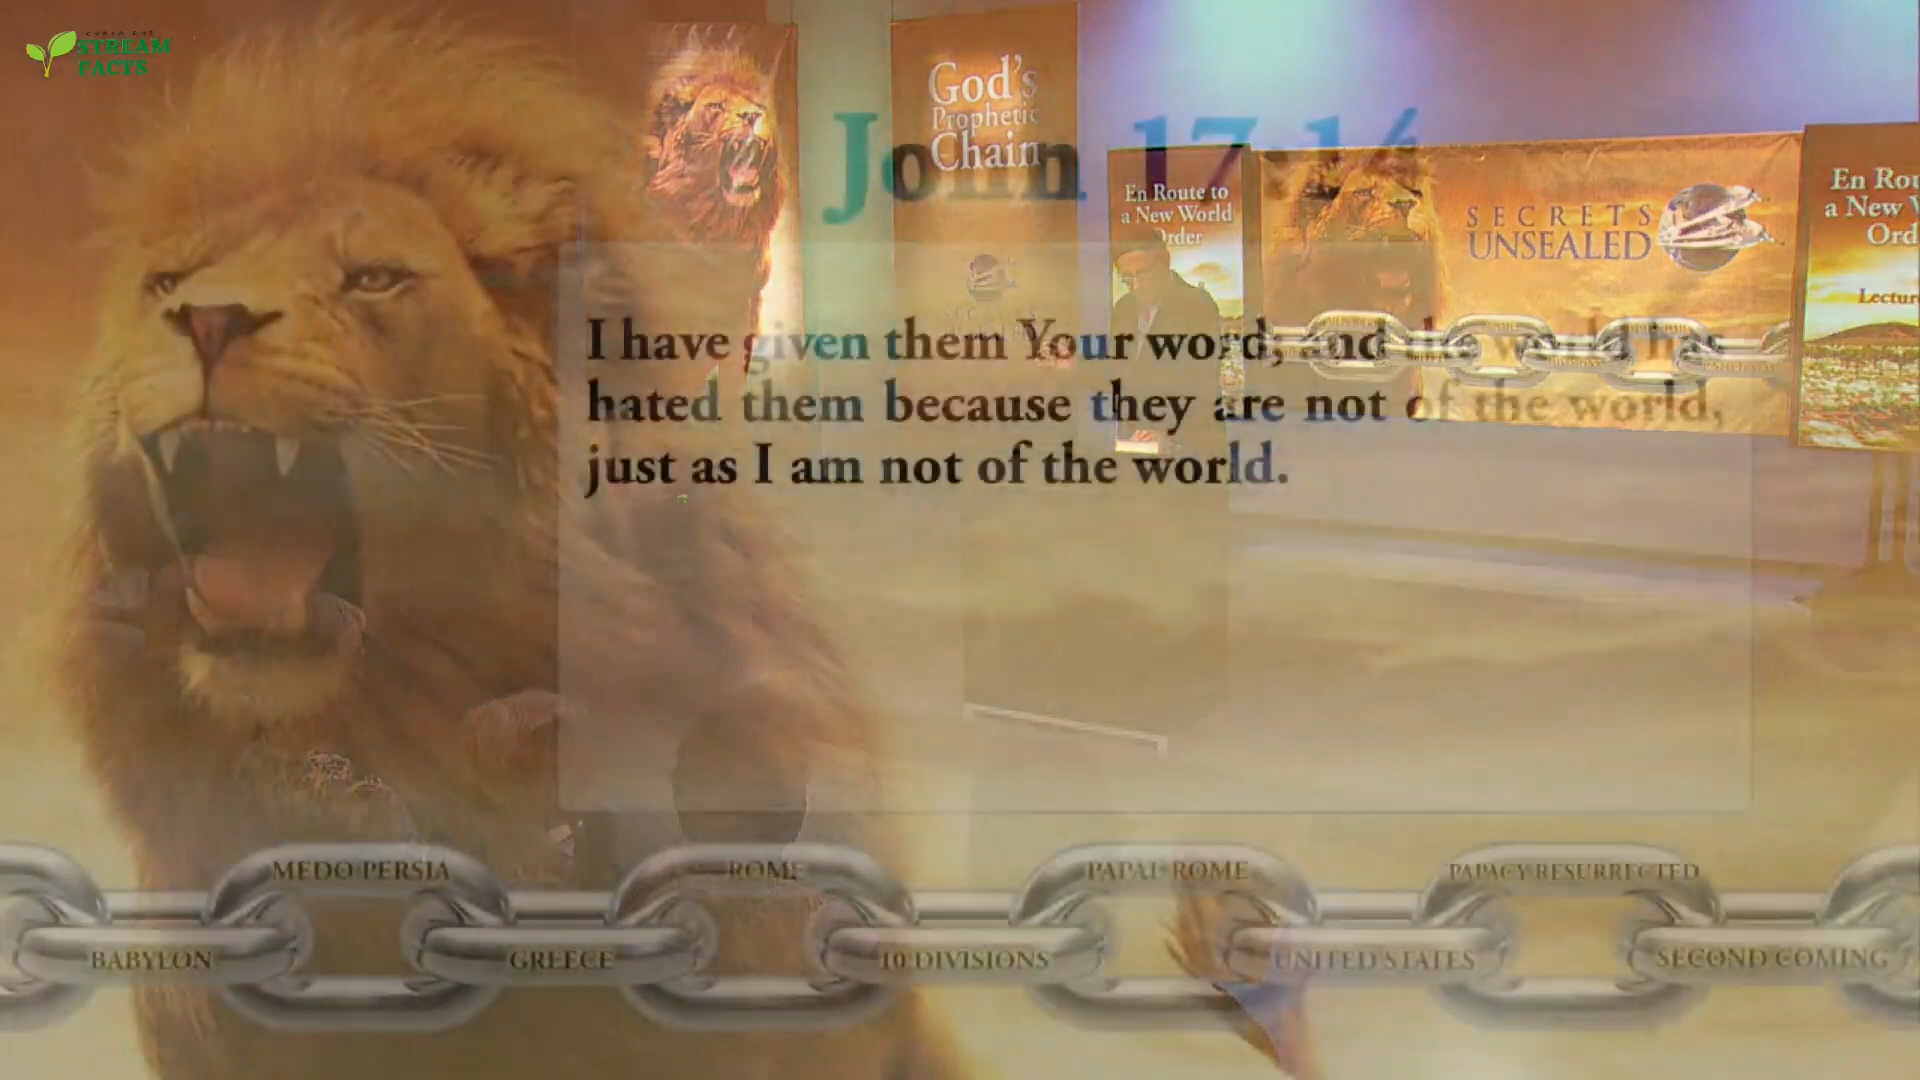 STREAM
FACTS
God's
Prophetic
Chain
John 17:14
En Route to
a New World
Order
SECRETS
UNSEALED
En Rou
a New W
Ord
Lecture
I have given them Your word; and the world has
hated them because they are not of the world,
just as I am not of the world.
MEDO PERSIA
ROME
PAPAL ROME
PAPACY RESURRECTED
BABYLON
GREECE
10 DIVISIONS
UNITED STATES
SECOND COMING